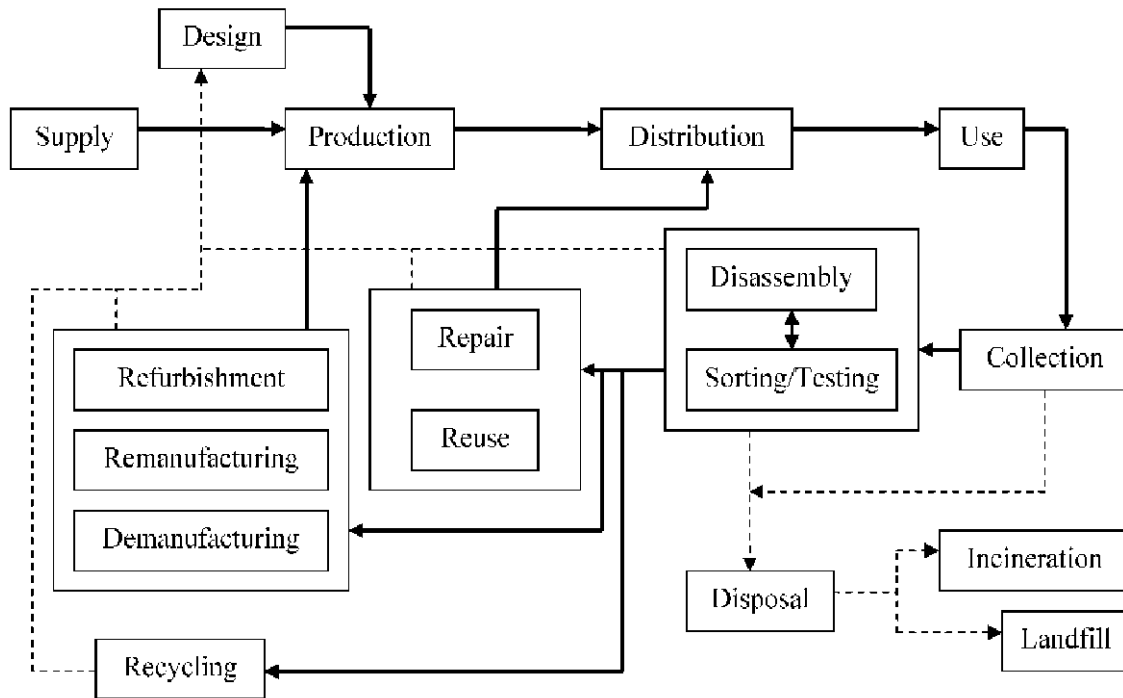 Design
Supply
Production
Distribution
Use
Disassembly
Sorting/Testing
Collection
Repair
Reuse
Refurbishment
Remanufacturing
Demanufacturing
Disposal
Incineration
Landfill
Recycling